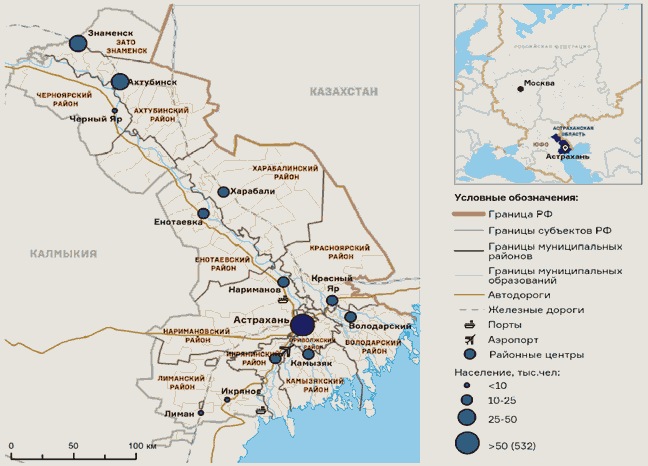 Знаменск
ЗАТО
ЗНАМЕНСК
Ахтубинск
ЧЕРНОЯРСКИЙ
РАЙОН
АХТУБИНСКИЙ
РАЙОН
Черный Яр
КАЗАХСТАН
ХАРАБАЛИНСКИЙ
РАЙОН
Харабали
Енотаевка
КАЛМЫКИЯ
ЕНОТАЕВСКИЙ
РАЙОН
КРАСНОЯРСКИЙ
РАЙОН
Нариманов
Красный
Яр
Астрахань
Володарский
НАРИМАНОВСКИЙ
РАЙОН
ПРИВОЛЖСКИЙ
РАЙОН
ВОЛОДАРСКИЙ
РАЙОН
ИКРЯНИНСКИЙ
РАЙОН
Камызяк
ЛИМАНСКИЙ
РАЙОН
КАМЫЗЯКСКИЙ
РАЙОН
Икряное
Лиман
0 50 100 км
РОССИЙСКАЯ ФЕДЕРАЦИЯ
Москва
АСТРАХАНСКАЯ
ОБЛАСТЬ
ЮФО
Астрахань
Условные обозначения:
Граница РФ
Границы субъектов РФ
Границы муниципальных
районов
Границы муниципальных
образований
Автодороги
Железные дороги
Порты
Аэропорт
Районные центры
Население, тыс.чел:
<10
10-25
25-50
>50 (532)